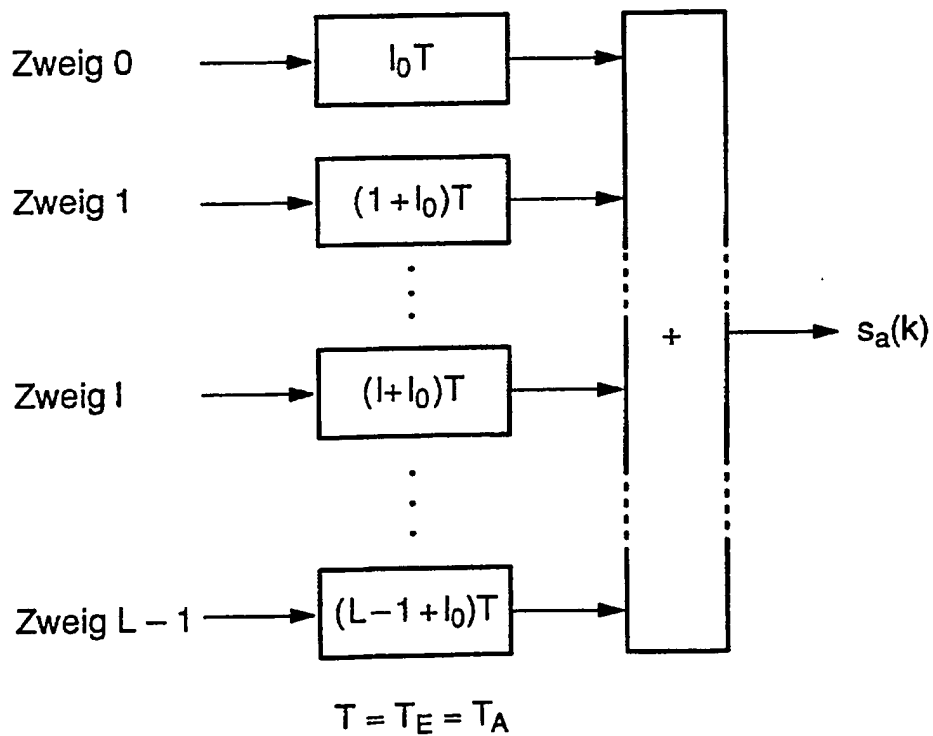 Zweig 0 l₀T
Zweig 1 (1+l₀)T
Zweig l (l+l₀)T
+ sₐ(k)
Zweig L – 1 (L–1+l₀)T
T = T_E = T_A